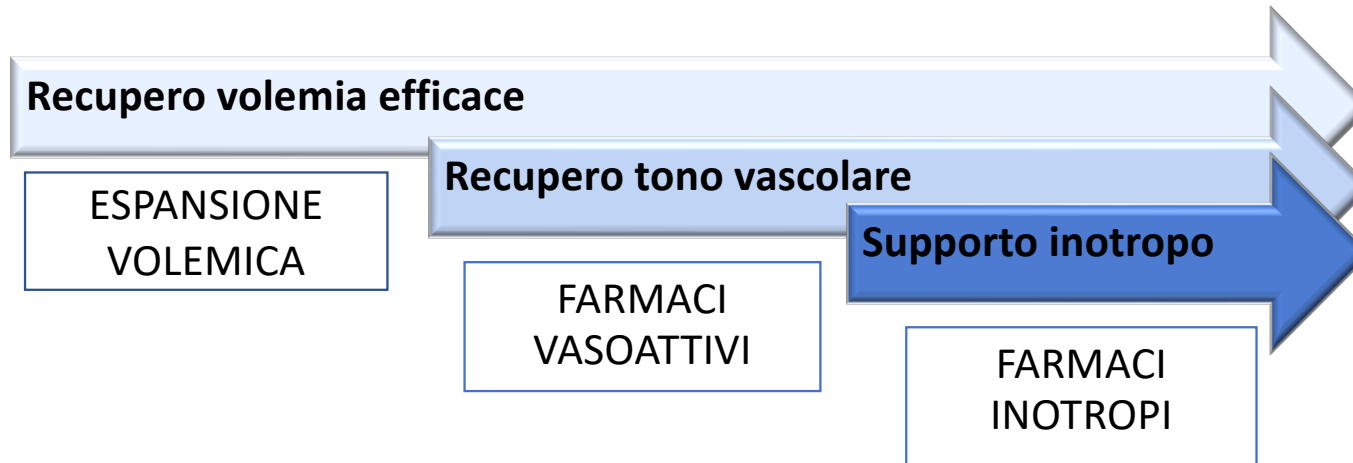 Recupero volemia efficace
ESPANSIONE
VOLEMICA
Recupero tono vascolare
FARMACI
VASOATTIVI
Supporto inotropo
FARMACI
INOTROPI